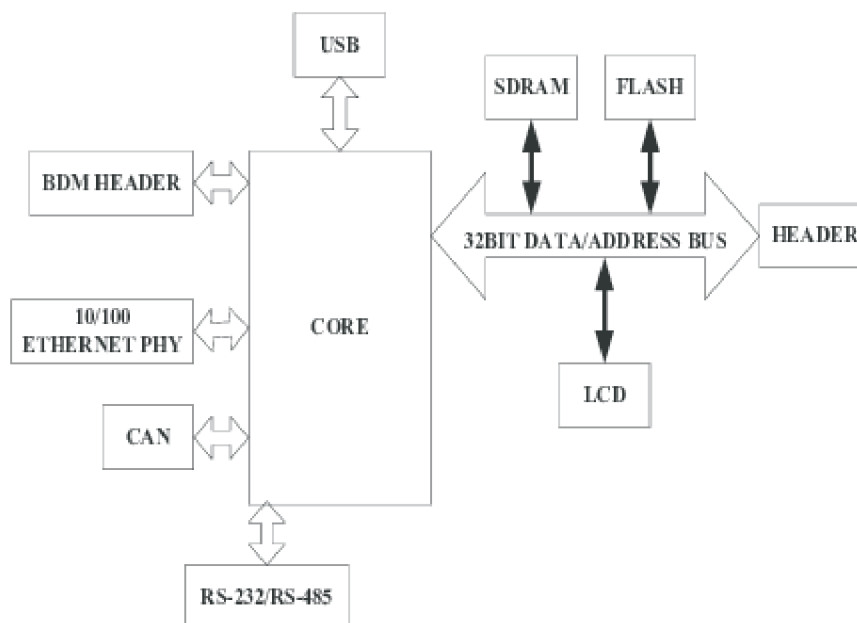 USB
SDRAM
FLASH
BDM HEADER
32BIT DATA/ADDRESS BUS
HEADER
10/100
ETHERNET PHY
CORE
LCD
CAN
RS-232/RS-485